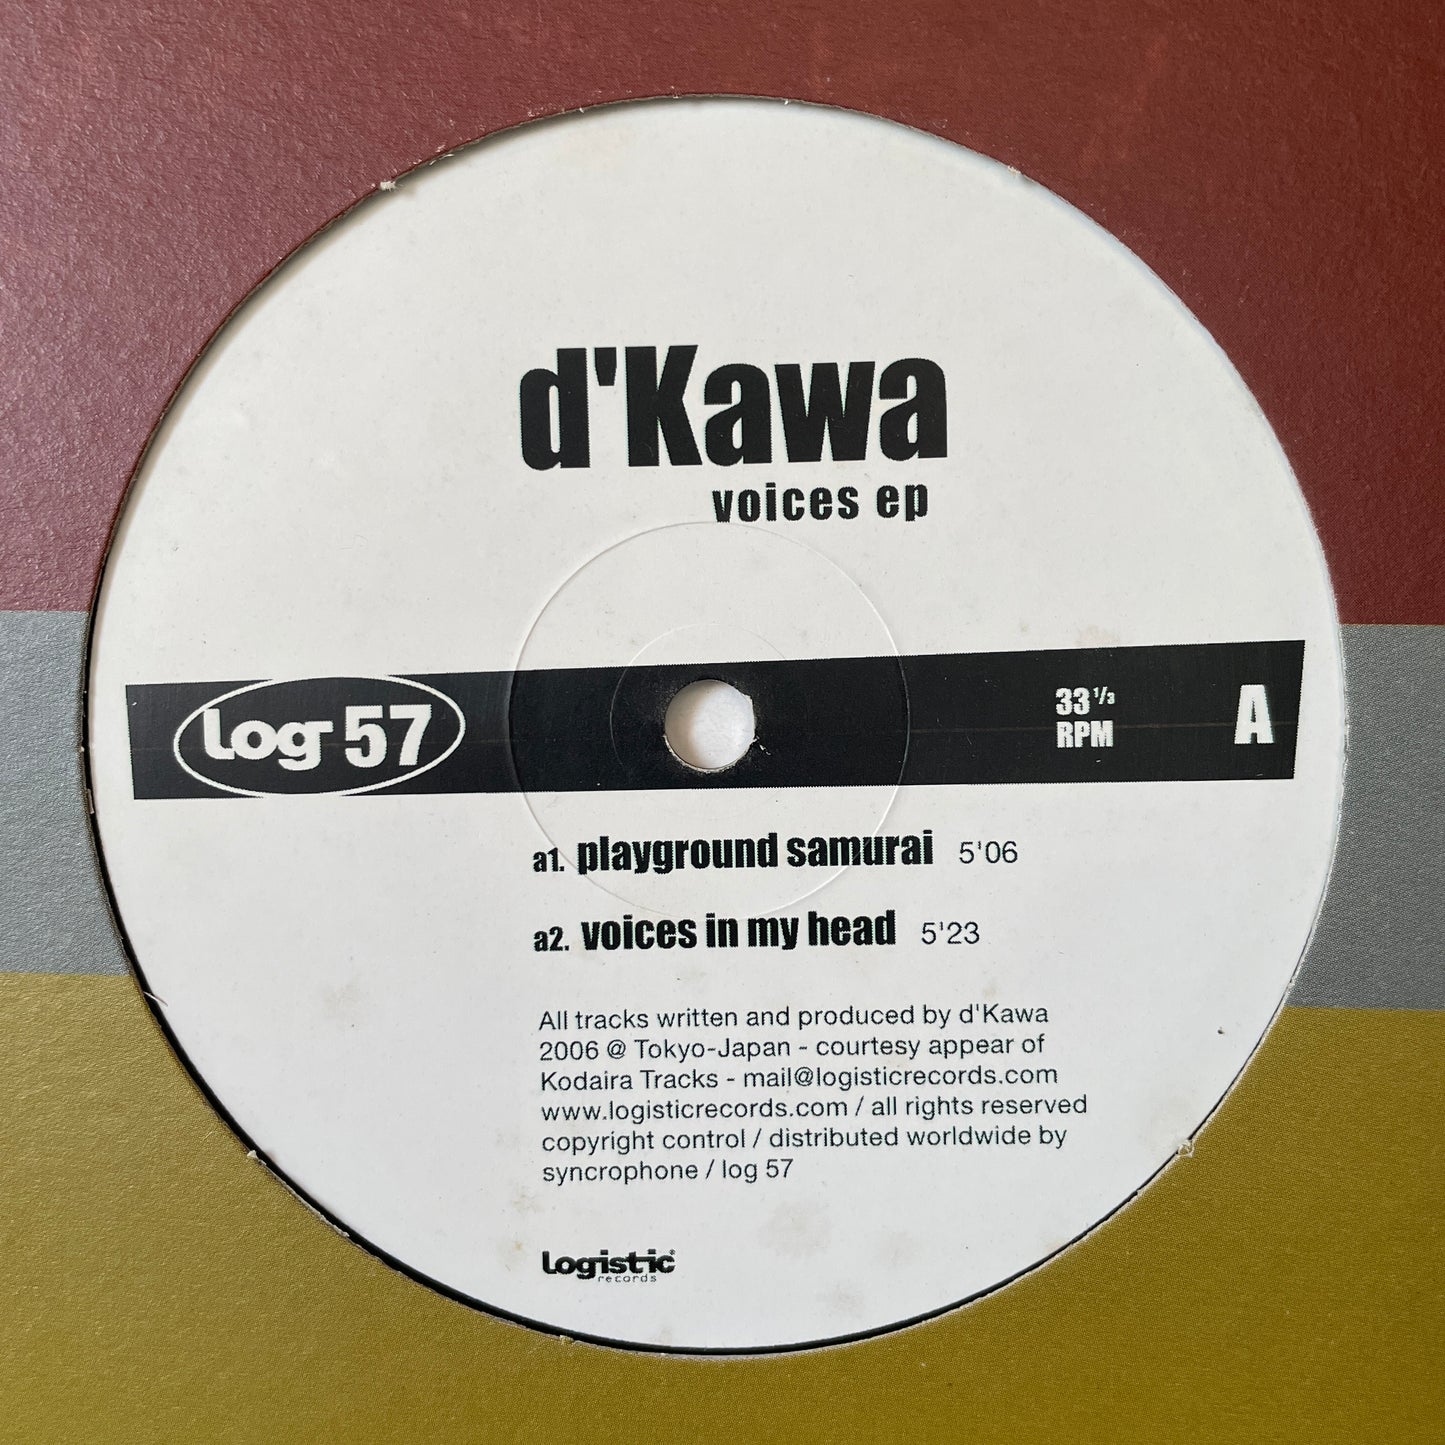 d'Kawa
voices ep
Log 57
33 1/3
RPM
A
a1. playground samurai 5'06
a2. voices in my head 5'23
All tracks written and produced by d'Kawa
2006 @ Tokyo-Japan - courtesy appear of
Kodaira Tracks - mail@logisticrecords.com
www.logisticrecords.com / all rights reserved
copyright control / distributed worldwide by
syncrophone / log 57
Logistic®
records